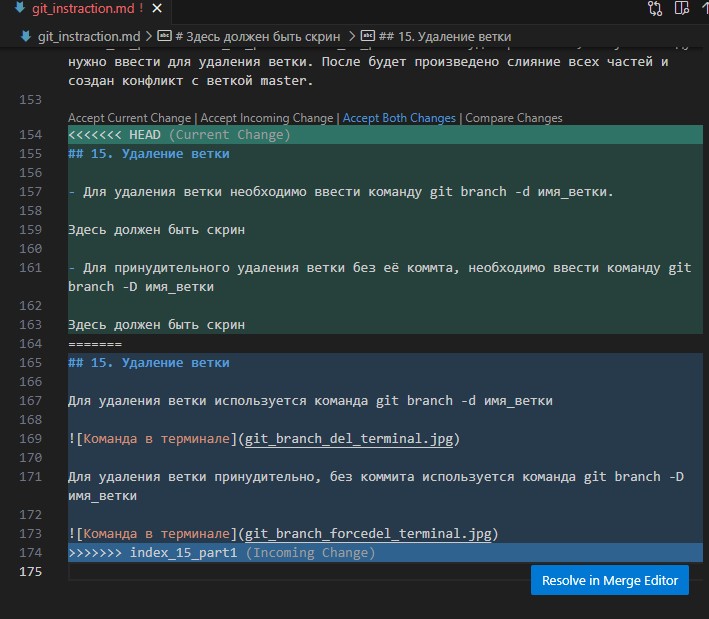 git_instraction.md !
git_instraction.md > # Здесь должен быть скрин > ## 15. Удаление ветки
нужно ввести для удаления ветки. После будет произведено слияние всех частей и
создан конфликт с веткой master.
153
Accept Current Change | Accept Incoming Change | Accept Both Changes | Compare Changes
154 <<<<<<< HEAD (Current Change)
155 ## 15. Удаление ветки
156
157 - Для удаления ветки необходимо ввести команду git branch -d имя_ветки.
158
159 Здесь должен быть скрин
160
161 - Для принудительного удаления ветки без её коммта, необходимо ввести команду git
branch -D имя_ветки
162
163 Здесь должен быть скрин
164 =======
165 ## 15. Удаление ветки
166
167 Для удаления ветки используется команда git branch -d имя_ветки
168
169 ![Команда в терминале](git_branch_del_terminal.jpg)
170
171 Для удаления ветки принудительно, без коммита используется команда git branch -D
имя_ветки
172
173 ![Команда в терминале](git_branch_forcedel_terminal.jpg)
174 >>>>>>> index_15_part1 (Incoming Change)
175
Resolve in Merge Editor